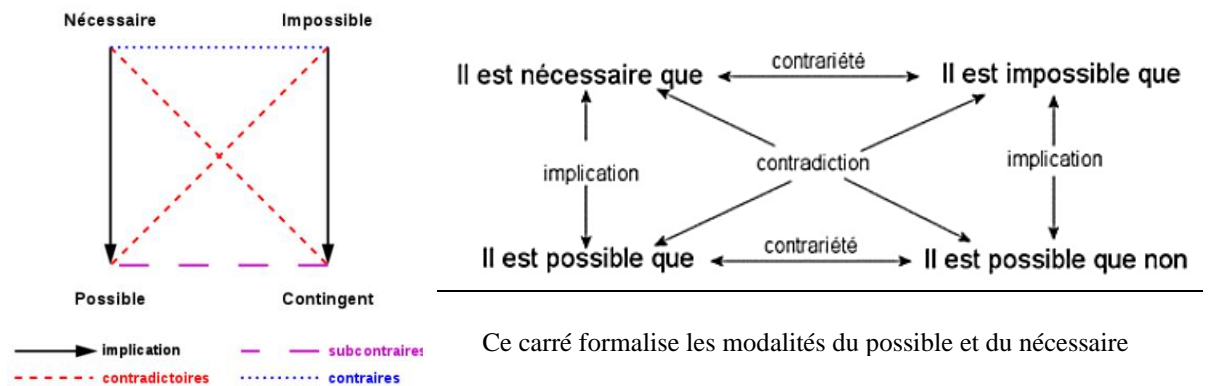 Nécessaire Impossible
Possible Contingent
implication subcontraires
contradictoires contraires
Il est nécessaire que contrariété Il est impossible que
implication contradiction implication
Il est possible que contrariété Il est possible que non
Ce carré formalise les modalités du possible et du nécessaire